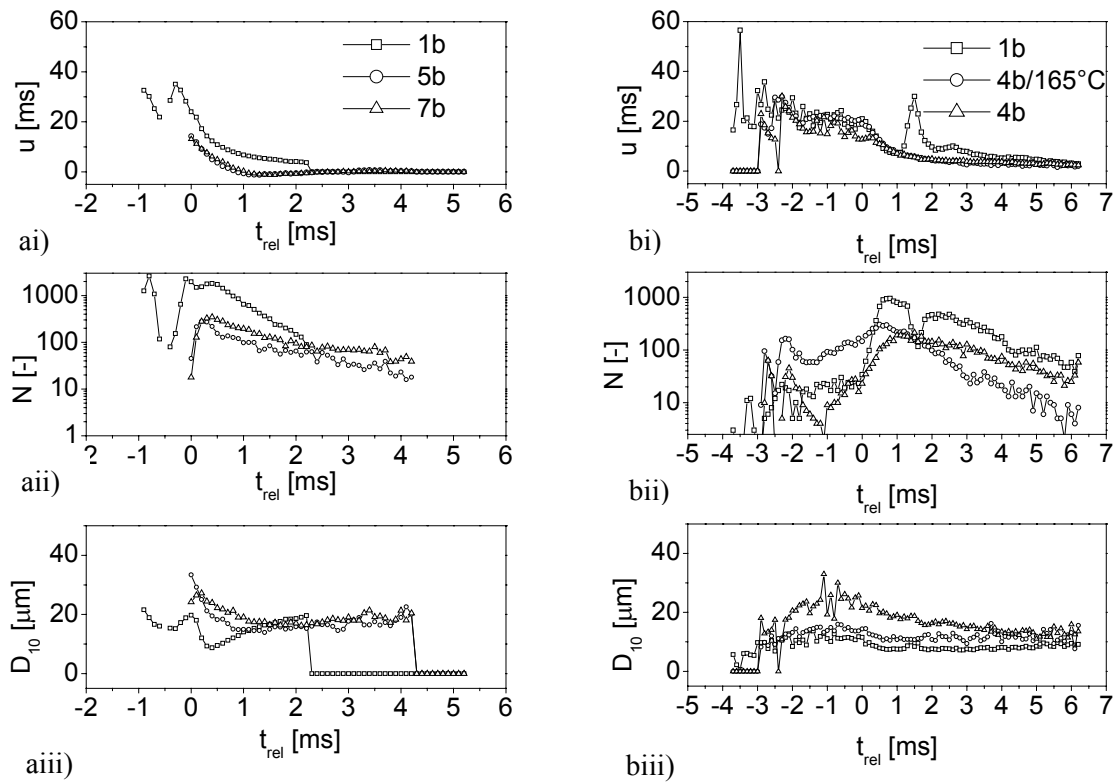 60
40
20
0
u [ms]
1b
5b
7b
-2 -1 0 1 2 3 4 5 6
t_rel [ms]
ai)
60
40
20
0
u [ms]
1b
4b/165°C
4b
-5 -4 -3 -2 -1 0 1 2 3 4 5 6 7
t_rel [ms]
bi)
1000
100
10
1
N [-]
2 -1 0 1 2 3 4 5 6
t_rel [ms]
aii)
1000
100
10
N [-]
-5 -4 -3 -2 -1 0 1 2 3 4 5 6 7
t_rel [ms]
bii)
40
20
0
D_10 [µm]
-2 -1 0 1 2 3 4 5 6
t_rel [ms]
aiii)
40
20
0
D_10 [µm]
-5 -4 -3 -2 -1 0 1 2 3 4 5 6 7
t_rel [ms]
biii)